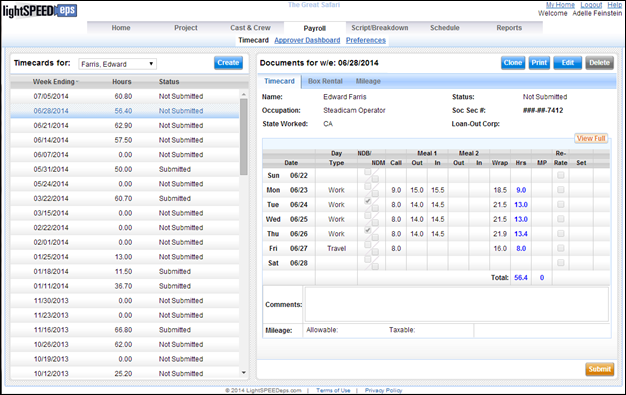 lightSPEED eps
The Great Safari
My Home Logout Help
Welcome Adelle Feinstein
Home Project Cast & Crew Payroll Script/Breakdown Schedule Reports
Timecard Approver Dashboard Preferences
Timecards for: Farris, Edward Create
Week Ending Hours Status
07/05/2014 60.80 Not Submitted
06/28/2014 56.40 Not Submitted
06/21/2014 62.90 Not Submitted
06/14/2014 57.50 Not Submitted
06/07/2014 0.00 Not Submitted
05/31/2014 50.00 Submitted
05/24/2014 0.00 Not Submitted
03/22/2014 60.70 Submitted
03/15/2014 0.00 Not Submitted
02/22/2014 0.00 Not Submitted
02/01/2014 0.00 Not Submitted
01/25/2014 13.00 Not Submitted
01/18/2014 11.50 Submitted
01/11/2014 36.70 Submitted
11/30/2013 0.00 Not Submitted
11/23/2013 0.00 Not Submitted
11/16/2013 66.80 Submitted
10/26/2013 62.00 Not Submitted
10/19/2013 0.00 Not Submitted
10/12/2013 25.20 Not Submitted
Documents for w/e: 06/28/2014 Clone Print Edit Delete
Timecard Box Rental Mileage
Name: Edward Farris Status: Not Submitted
Occupation: Steadicam Operator Soc Sec #: ###-##-7412
State Worked: CA Loan-Out Corp:
View Full
Day NDB/ Meal 1 Meal 2 Re-
Date Type NDM Call Out In Out In Wrap Hrs MP Rate Set
Sun 06/22
Mon 06/23 Work 9.0 15.0 15.5 18.5 9.0
Tue 06/24 Work 8.0 14.0 14.5 21.5 13.0
Wed 06/25 Work 8.0 14.0 14.5 21.5 13.0
Thu 06/26 Work 8.0 14.0 14.5 21.9 13.4
Fri 06/27 Travel 8.0 16.0 8.0
Sat 06/28
Total: 56.4 0
Comments:
Mileage: Allowable: Taxable:
Submit
© 2014 LightSPEEDeps.com | Terms of Use | Privacy Policy